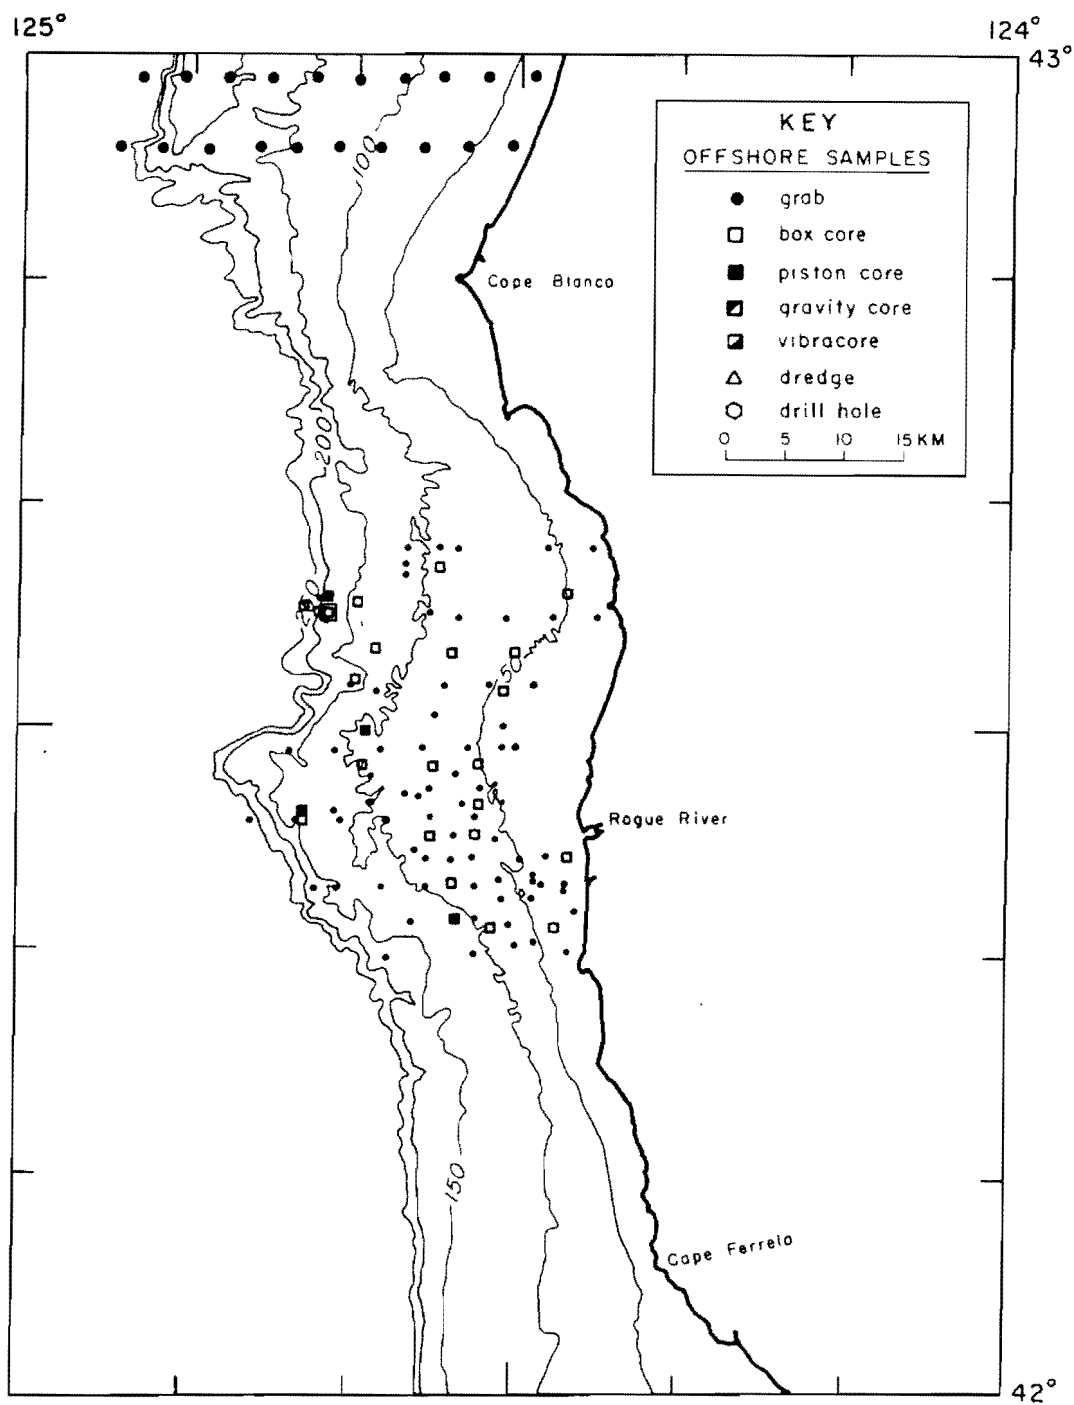 125°
124°
43°
KEY
OFFSHORE SAMPLES
grab
box core
piston core
gravity core
vibracore
dredge
drill hole
0 5 10 15 KM
100
Cape Blanco
200
50
Rogue River
150
Cape Ferrelo
42°